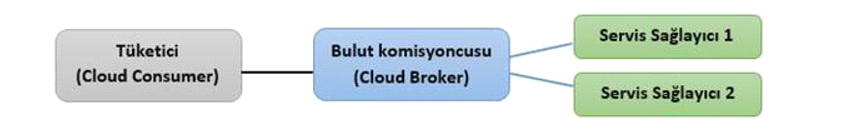 Tüketici
(Cloud Consumer)
Bulut komisyoncusu
(Cloud Broker)
Servis Sağlayıcı 1
Servis Sağlayıcı 2